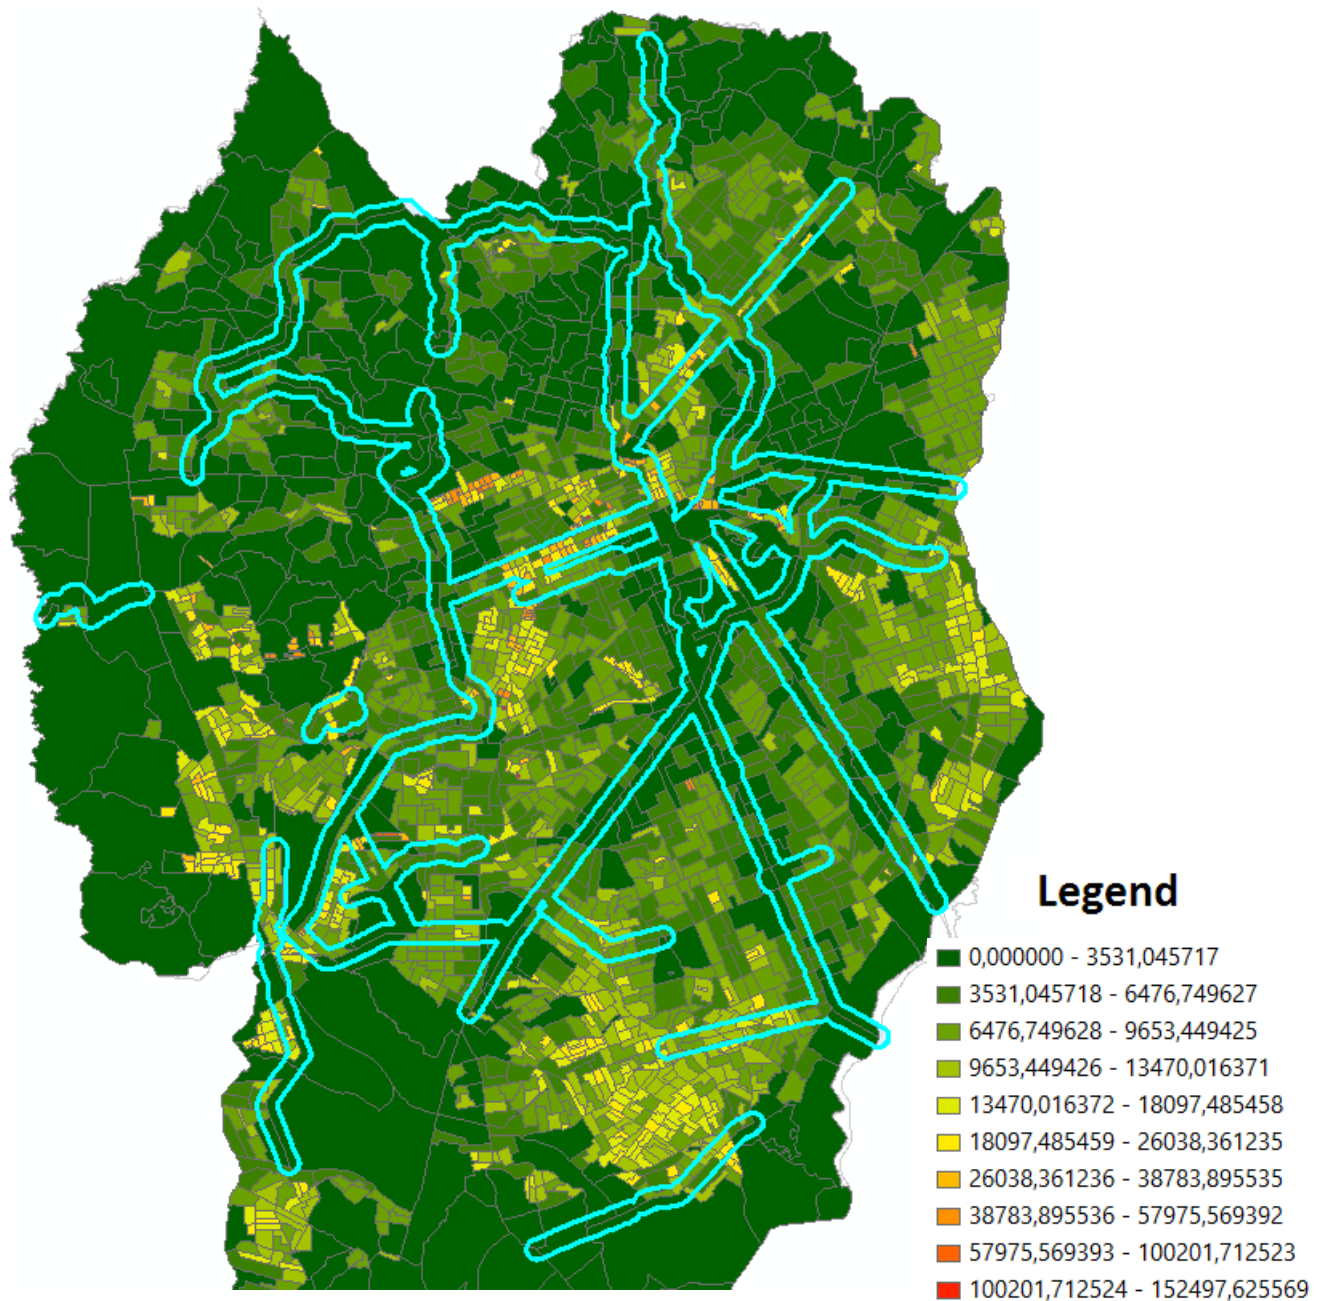 Legend
0,000000 - 3531,045717
3531,045718 - 6476,749627
6476,749628 - 9653,449425
9653,449426 - 13470,016371
13470,016372 - 18097,485458
18097,485459 - 26038,361235
26038,361236 - 38783,895535
38783,895536 - 57975,569392
57975,569393 - 100201,712523
100201,712524 - 152497,625569